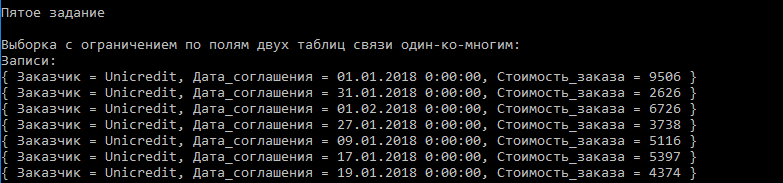 Пятое задание
Выборка с ограничением по полям двух таблиц связи один-ко-многим:
Записи:
{ Заказчик = Unicredit, Дата_соглашения = 01.01.2018 0:00:00, Стоимость_заказа = 9506 }
{ Заказчик = Unicredit, Дата_соглашения = 31.01.2018 0:00:00, Стоимость_заказа = 2626 }
{ Заказчик = Unicredit, Дата_соглашения = 01.02.2018 0:00:00, Стоимость_заказа = 6726 }
{ Заказчик = Unicredit, Дата_соглашения = 27.01.2018 0:00:00, Стоимость_заказа = 3738 }
{ Заказчик = Unicredit, Дата_соглашения = 09.01.2018 0:00:00, Стоимость_заказа = 5116 }
{ Заказчик = Unicredit, Дата_соглашения = 17.01.2018 0:00:00, Стоимость_заказа = 5397 }
{ Заказчик = Unicredit, Дата_соглашения = 19.01.2018 0:00:00, Стоимость_заказа = 4374 }